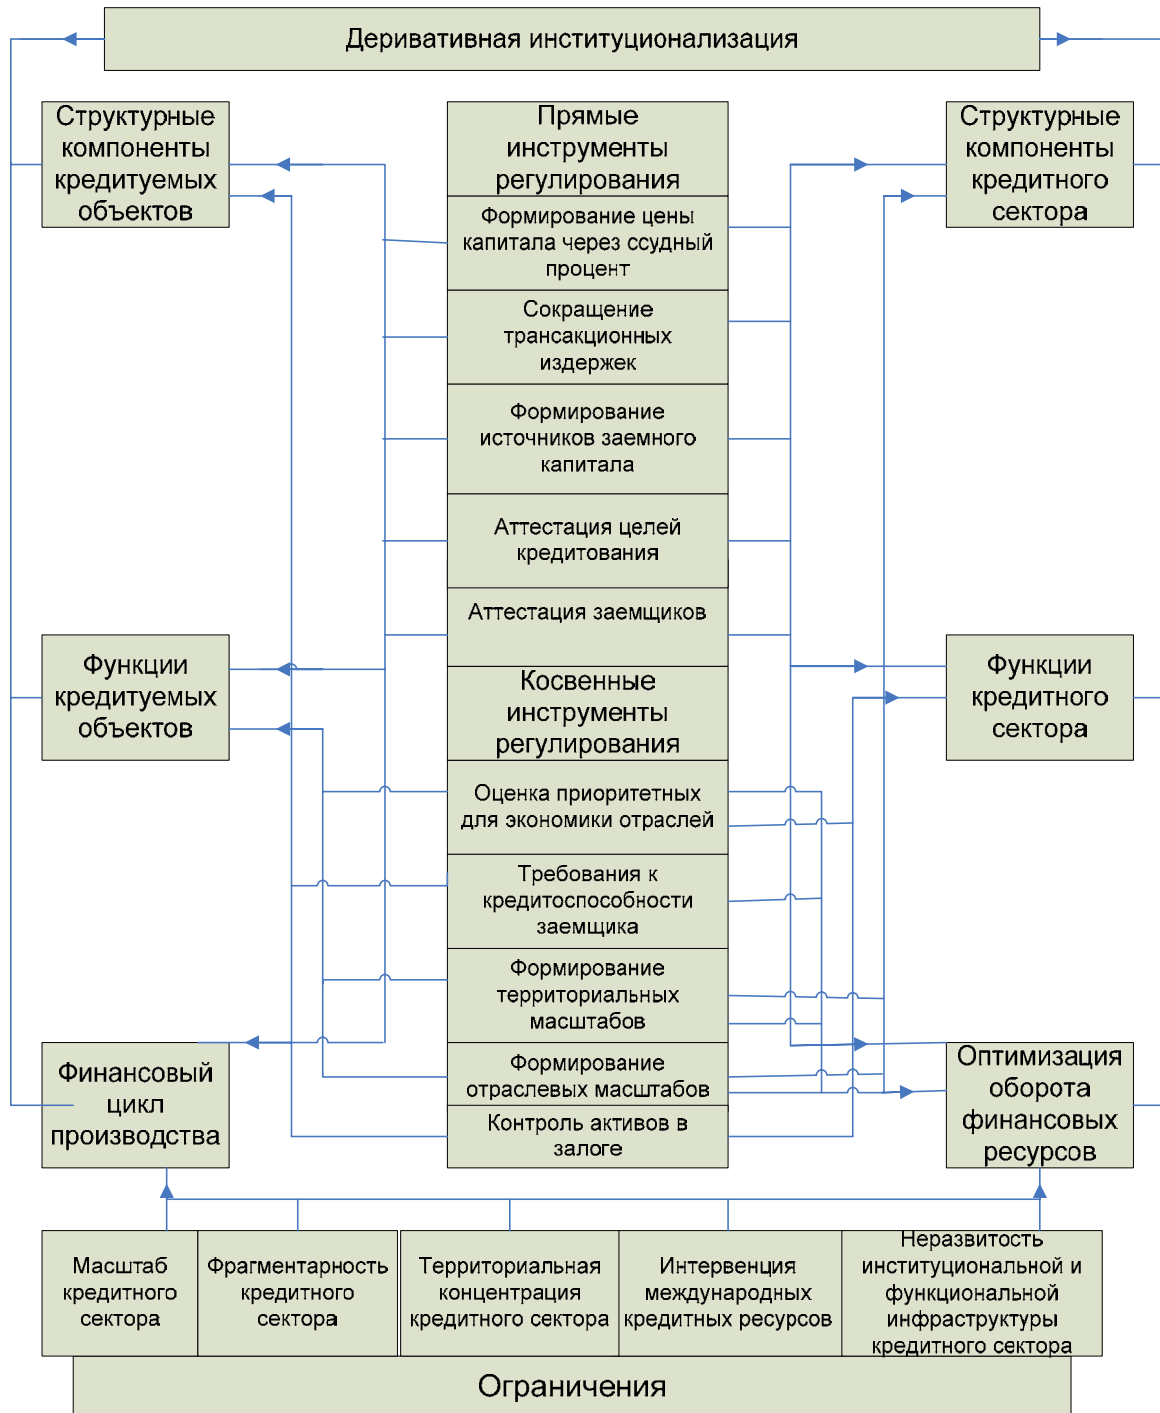 Деривативная институционализация
Структурные
компоненты
кредитуемых
объектов
Прямые
инструменты
регулирования
Структурные
компоненты
кредитного
сектора
Формирование цены
капитала через ссудный
процент
Сокращение
трансакционных
издержек
Формирование
источников заемного
капитала
Аттестация целей
кредитования
Аттестация заемщиков
Функции
кредитуемых
объектов
Косвенные
инструменты
регулирования
Функции
кредитного
сектора
Оценка приоритетных
для экономики отраслей
Требования к
кредитоспособности
заемщика
Формирование
территориальных
масштабов
Формирование
отраслевых масштабов
Контроль активов в
залоге
Финансовый
цикл
производства
Оптимизация
оборота
финансовых
ресурсов
Масштаб
кредитного
сектора
Фрагментарность
кредитного
сектора
Территориальная
концентрация
кредитного сектора
Интервенция
международных
кредитных ресурсов
Неразвитость
институциональной и
функциональной
инфраструктуры
кредитного сектора
Ограничения